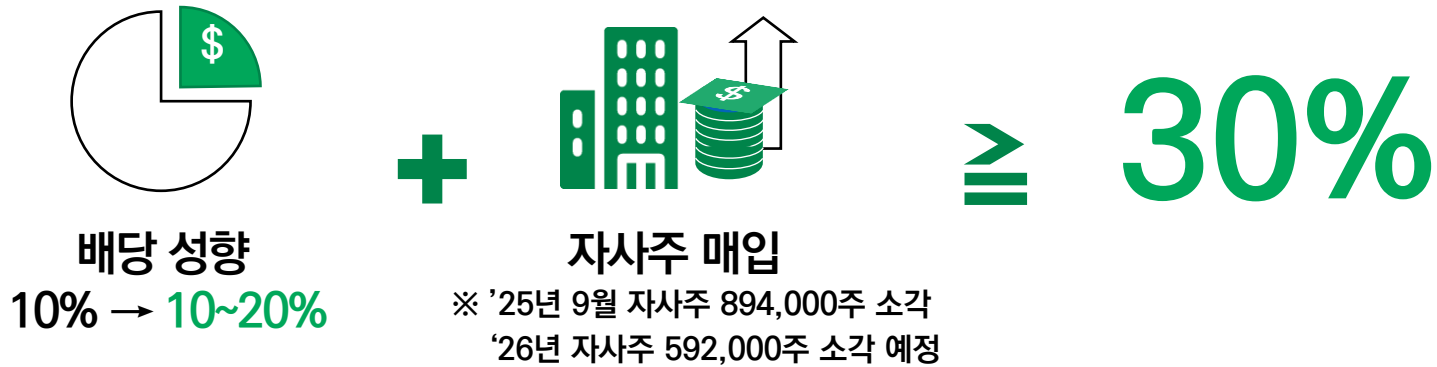 $
$
+
≧
30%
배당 성향
10% → 10~20%
자사주 매입
※ ’25년 9월 자사주 894,000주 소각
‘26년 자사주 592,000주 소각 예정